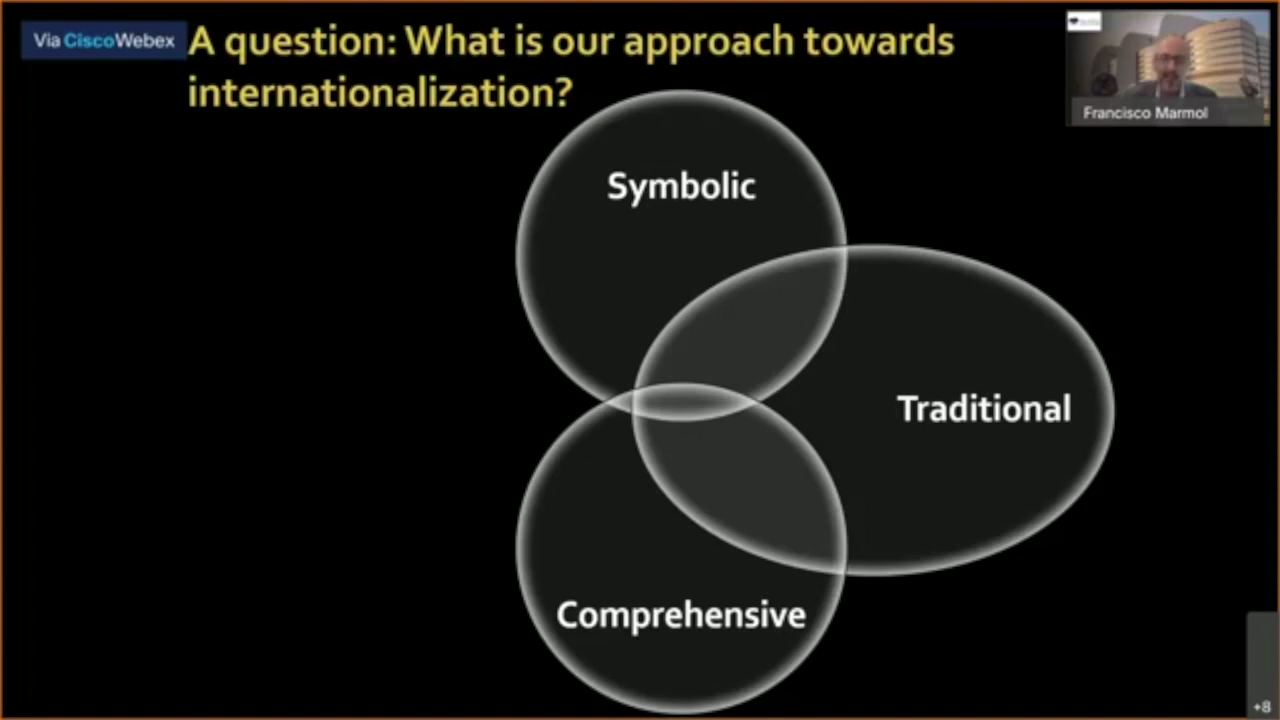 Via CiscoWebex
A question: What is our approach towards
internationalization?
Francisco Marmol
Symbolic
Traditional
Comprehensive
+8